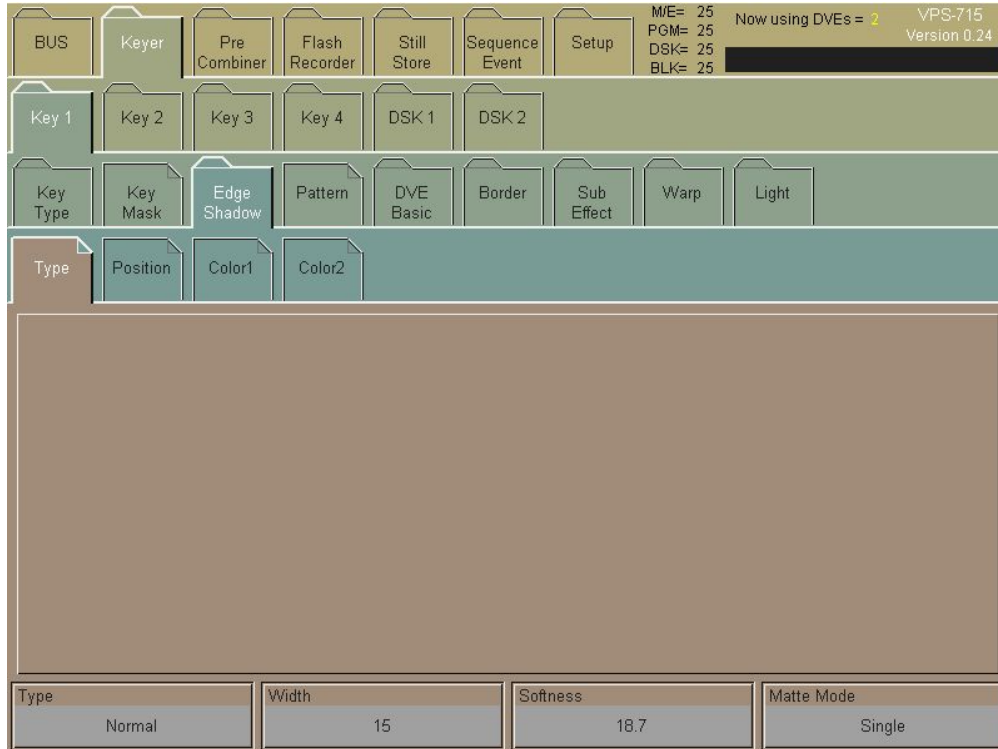 BUS
Keyer
Pre
Combiner
Flash
Recorder
Still
Store
Sequence
Event
Setup
M/E= 25
PGM= 25
DSK= 25
BLK= 25
Now using DVEs = 2
VPS-715
Version 0.24
Key 1
Key 2
Key 3
Key 4
DSK 1
DSK 2
Key
Type
Key
Mask
Edge
Shadow
Pattern
DVE
Basic
Border
Sub
Effect
Warp
Light
Type
Position
Color1
Color2
Type
Normal
Width
15
Softness
18.7
Matte Mode
Single